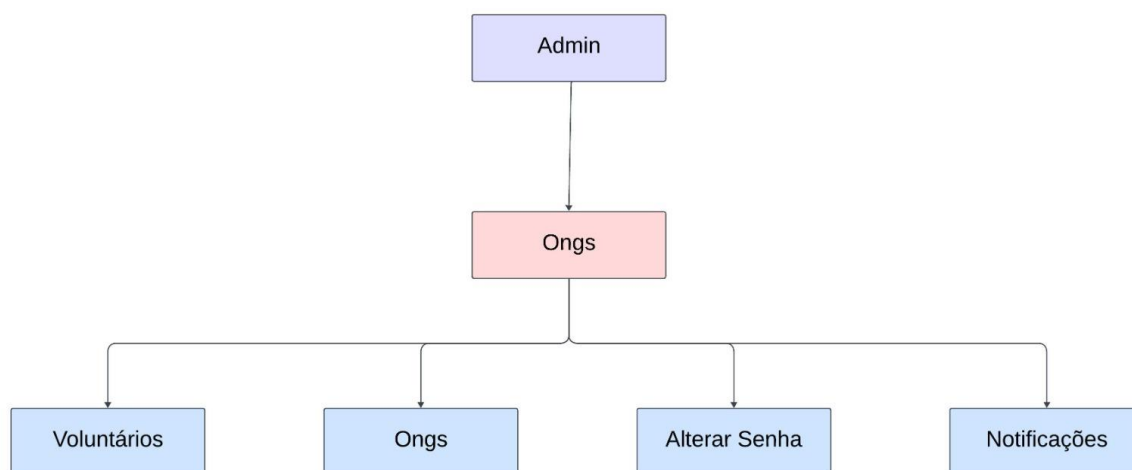 Admin
Ongs
Voluntários
Ongs
Alterar Senha
Notificações